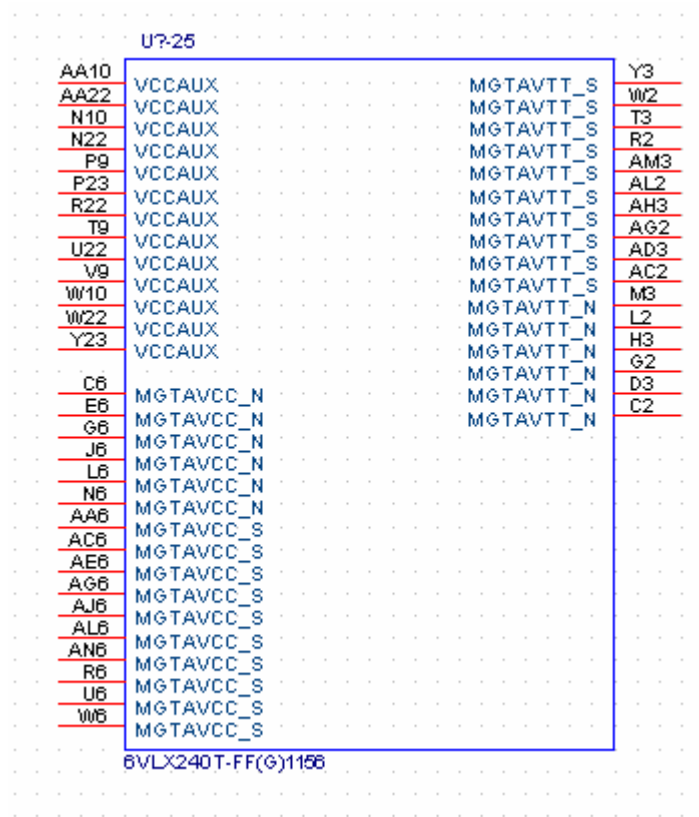 U?-25
AA10 VCCAUX MGTAVTT_S Y3
AA22 VCCAUX MGTAVTT_S W2
N10 VCCAUX MGTAVTT_S T3
N22 VCCAUX MGTAVTT_S R2
P9 VCCAUX MGTAVTT_S AM3
P23 VCCAUX MGTAVTT_S AL2
R22 VCCAUX MGTAVTT_S AH3
T9 VCCAUX MGTAVTT_S AG2
U22 VCCAUX MGTAVTT_S AD3
V9 VCCAUX MGTAVTT_S AC2
W10 VCCAUX MGTAVTT_N M3
W22 VCCAUX MGTAVTT_N L2
Y23 VCCAUX MGTAVTT_N H3
MGTAVTT_N G2
C6 MGTAVCC_N MGTAVTT_N D3
E6 MGTAVCC_N MGTAVTT_N C2
G6 MGTAVCC_N
J6 MGTAVCC_N
L6 MGTAVCC_N
N6 MGTAVCC_N
AA6 MGTAVCC_S
AC6 MGTAVCC_S
AE6 MGTAVCC_S
AG6 MGTAVCC_S
AJ6 MGTAVCC_S
AL6 MGTAVCC_S
AN6 MGTAVCC_S
R6 MGTAVCC_S
U6 MGTAVCC_S
W6 MGTAVCC_S
6VLX240T-FF(G)1156